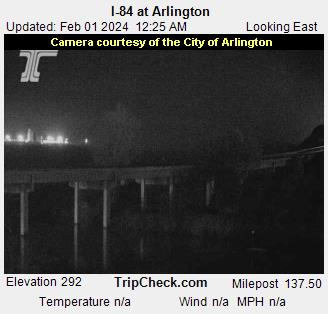 I-84 at Arlington
Updated: Feb 01 2024 12:25 AM Looking East
Camera courtesy of the City of Arlington
Elevation 292 TripCheck.com Milepost 137.50
Temperature n/a Wind n/a MPH n/a